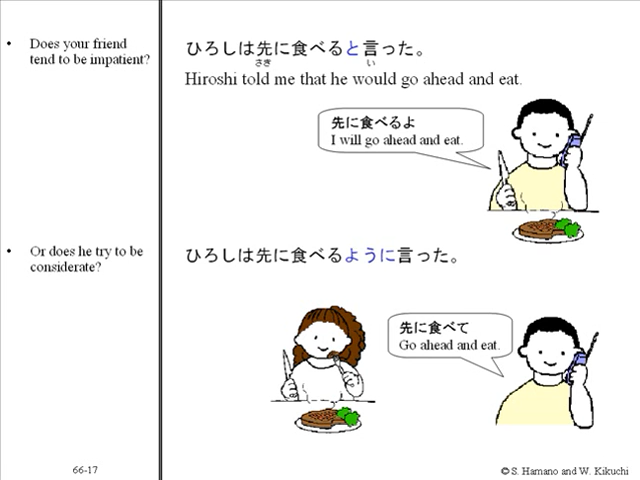 • Does your friend
tend to be impatient?
ひろしは先に食べると言った。
さき い
Hiroshi told me that he would go ahead and eat.
先に食べるよ
I will go ahead and eat.
• Or does he try to be
considerate?
ひろしは先に食べるように言った。
先に食べて
Go ahead and eat.
66-17
© S. Hamano and W. Kikuchi